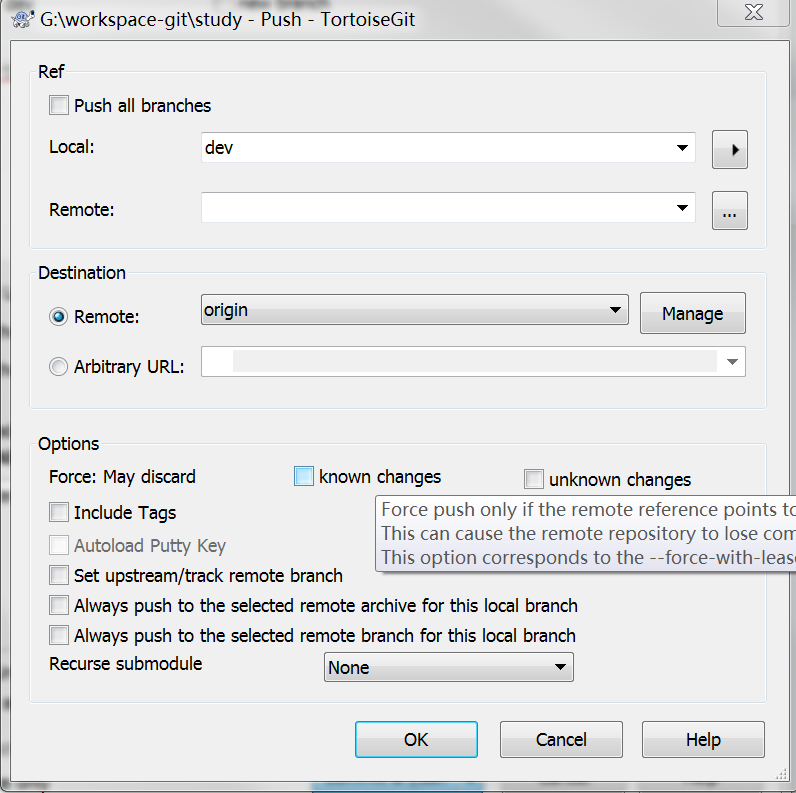 G:\workspace-git\study - Push - TortoiseGit
Ref
Push all branches
Local:
dev
Remote:
...
Destination
Remote:
origin
Manage
Arbitrary URL:
Options
Force: May discard
known changes
unknown changes
Include Tags
Force push only if the remote reference points to
This can cause the remote repository to lose com
This option corresponds to the --force-with-leas
Autoload Putty Key
Set upstream/track remote branch
Always push to the selected remote archive for this local branch
Always push to the selected remote branch for this local branch
Recurse submodule
None
OK
Cancel
Help